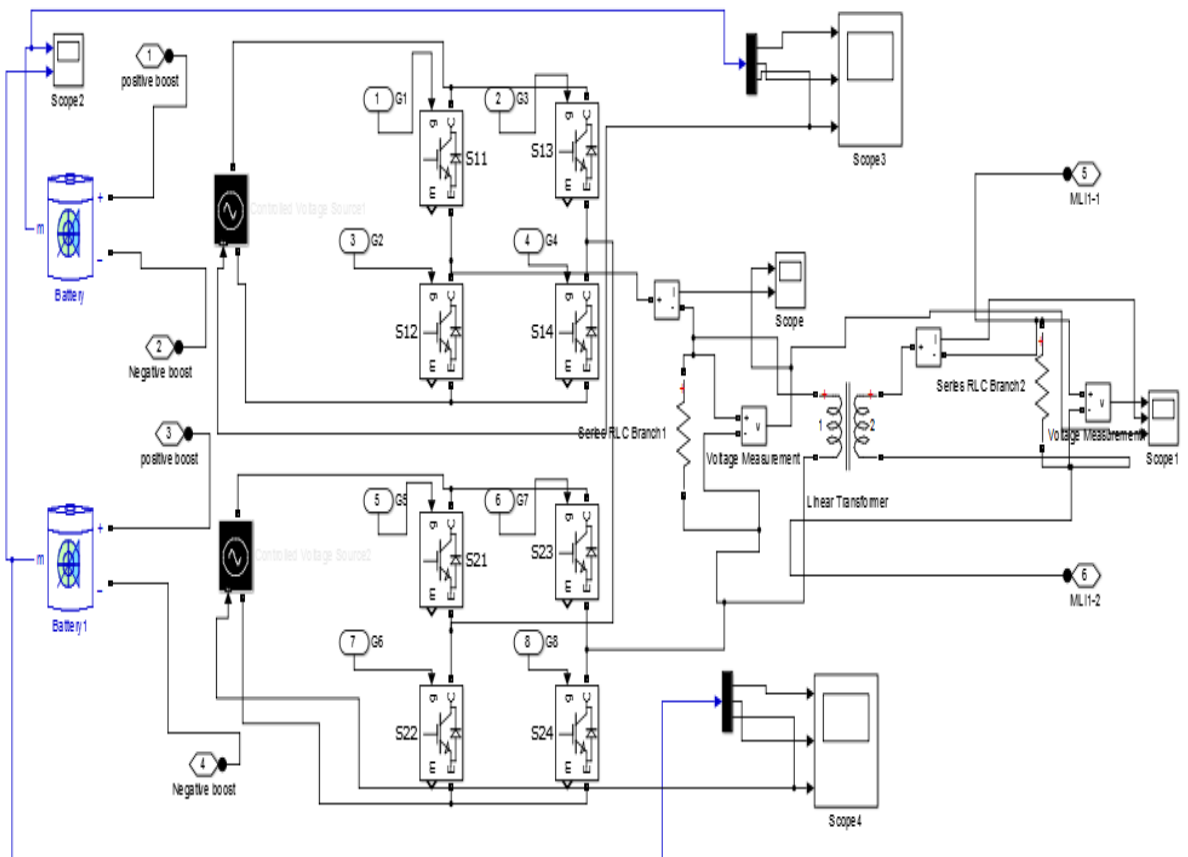 1
positive boost
Scope2
m
+
-
Battery
2
Negative boost
3
positive boost
m
+
-
Battery1
4
Negative boost
Controlled Voltage Source1
1 G1
2 G3
3 G2
4 G4
g C
S11
m E
g C
S13
m E
g C
S12
m E
g C
S14
m E
Controlled Voltage Source2
5 G5
6 G7
7 G6
8 G8
g C
S21
m E
g C
S23
m E
g C
S22
m E
g C
S24
m E
Scope3
+ i
-
Scope
+
Series RLC Branch1
+ v
-
Voltage Measurement
+ +
1 2
Linear Transformer
+ i
-
Series RLC Branch2
+
+ v
-
Voltage Measurement
Scope1
5
MLI1-1
6
MLI1-2
Scope4